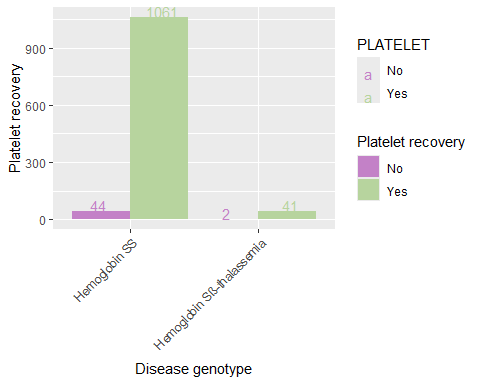 1061
900
600
300
0
44
2
41
Platelet recovery
Hemoglobin SS
Hemoglobin Sß-thalassemia
Disease genotype
PLATELET
a No
a Yes
Platelet recovery
No
Yes